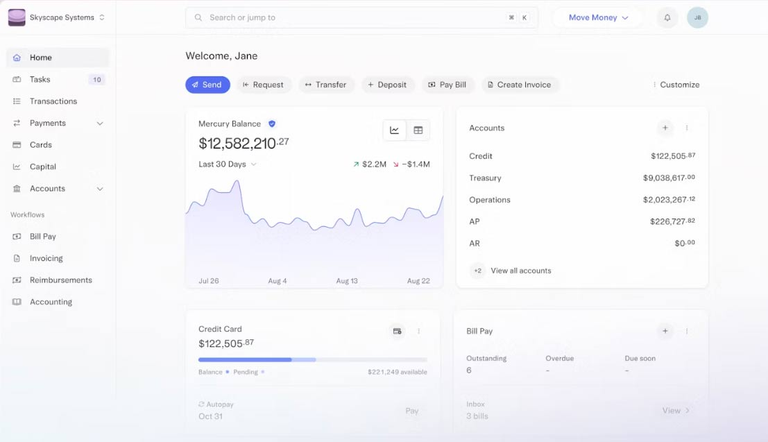 Skyscape Systems
Search or jump to
⌘ K
Move Money
JB
Home
Tasks 10
Transactions
Payments
Cards
Capital
Accounts
Workflows
Bill Pay
Invoicing
Reimbursements
Accounting
Welcome, Jane
Send Request Transfer Deposit Pay Bill Create Invoice Customize
Mercury Balance
$12,582,210.27
Last 30 Days $2.2M −$1.4M
Jul 26 Aug 4 Aug 13 Aug 22
Accounts
Credit $122,505.87
Treasury $9,038,617.00
Operations $2,023,267.12
AP $226,727.82
AR $0.00
+2 View all accounts
Credit Card
$122,505.87
Balance Pending $221,249 available
Autopay
Oct 31
Pay
Bill Pay
Outstanding Overdue Due soon
6 - -
Inbox
3 bills
View